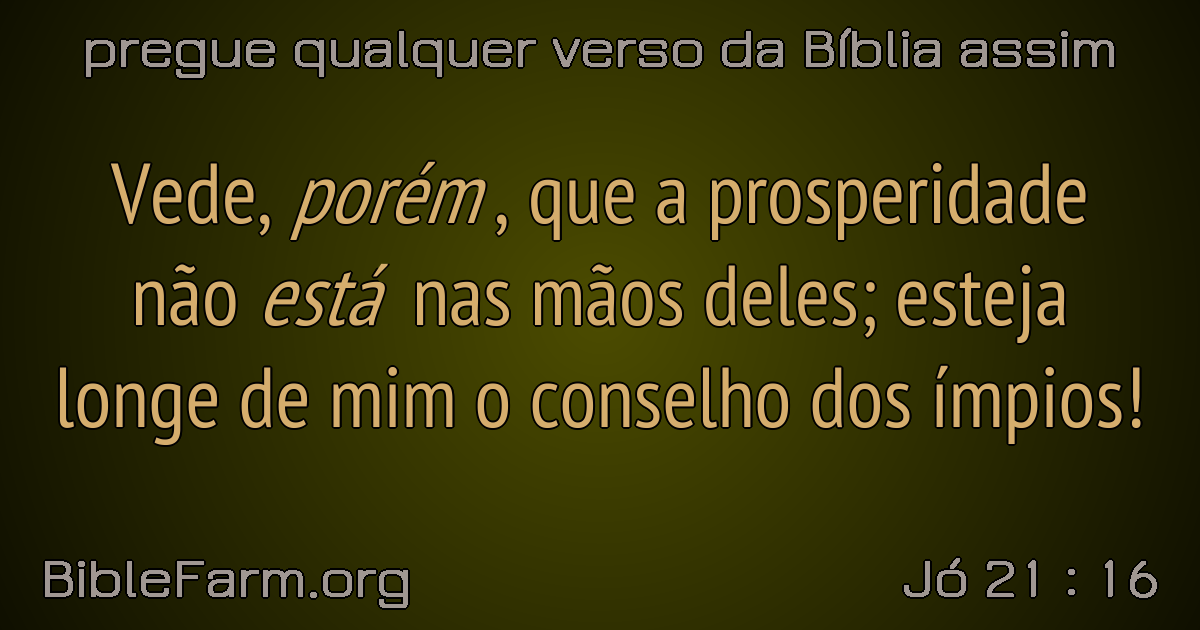 pregue qualquer verso da Bíblia assim
Vede, porém , que a prosperidade
não está nas mãos deles; esteja
longe de mim o conselho dos ímpios!
BibleFarm.org
Jó 21 : 16